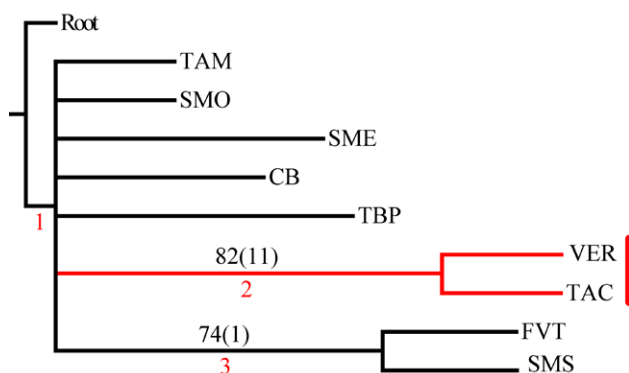 Root
TAM
SMO
SME
CB
TBP
1
82(11)
VER
2
TAC
74(1)
FVT
3
SMS